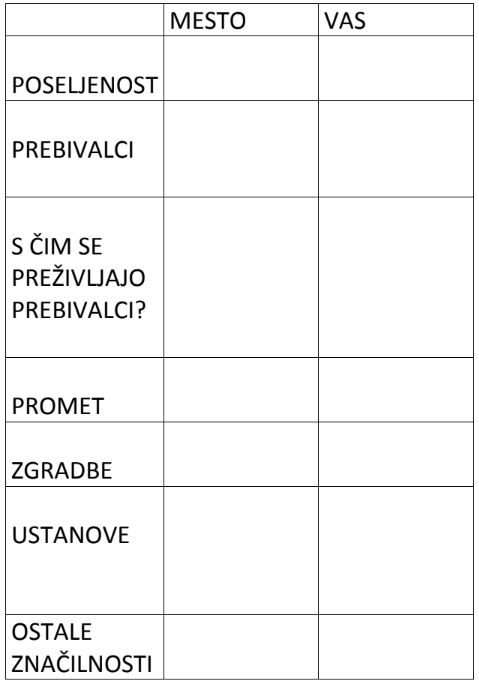 MESTO VAS
POSELJENOST
PREBIVALCI
S ČIM SE
PREŽIVLJAJO
PREBIVALCI?
PROMET
ZGRADBE
USTANOVE
OSTALE
ZNAČILNOSTI